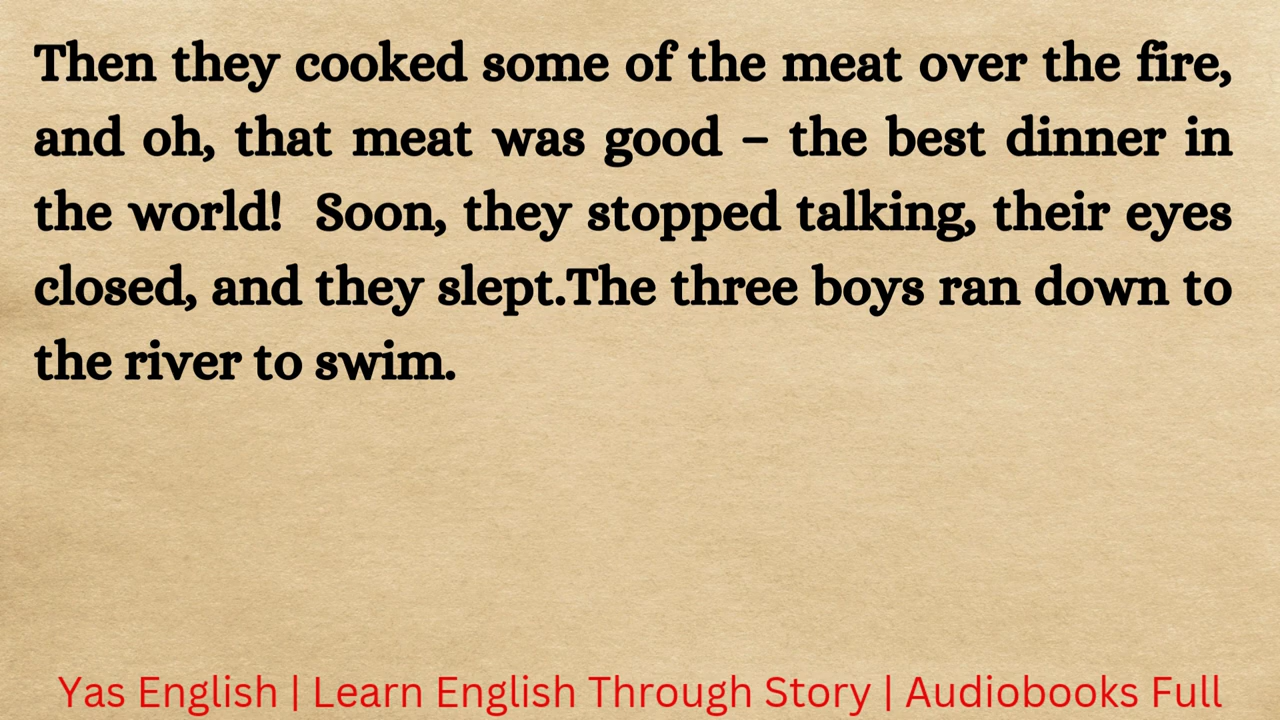 Then they cooked some of the meat over the fire,
and oh, that meat was good – the best dinner in
the world!  Soon, they stopped talking, their eyes
closed, and they slept.The three boys ran down to
the river to swim.
Yas English | Learn English Through Story | Audiobooks Full